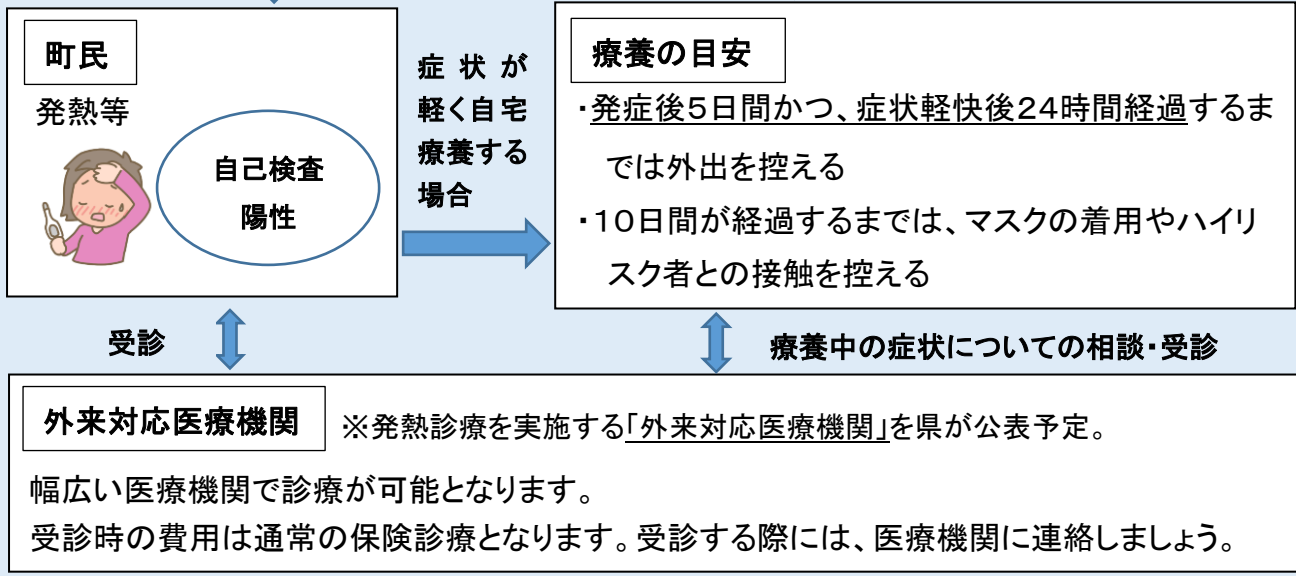 町民
発熱等
自己検査
陽性
症状が
軽く自宅
療養する
場合
療養の目安
・発症後5日間かつ、症状軽快後24時間経過するま
では外出を控える
・10日間が経過するまでは、マスクの着用やハイリ
スク者との接触を控える
受診
療養中の症状についての相談・受診
外来対応医療機関
※発熱診療を実施する「外来対応医療機関」を県が公表予定。
幅広い医療機関で診療が可能となります。
受診時の費用は通常の保険診療となります。受診する際には、医療機関に連絡しましょう。